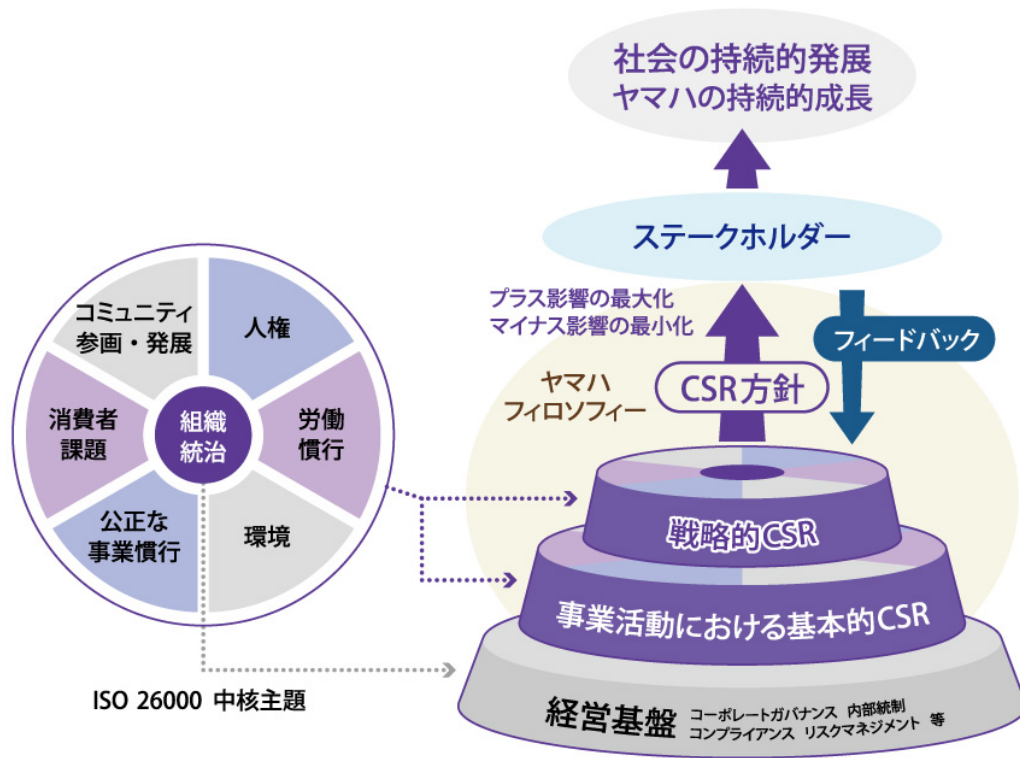 社会の持続的発展
ヤマハの持続的成長
ステークホルダー
プラス影響の最大化
マイナス影響の最小化
フィードバック
ヤマハ
フィロソフィー
CSR方針
戦略的CSR
事業活動における基本的CSR
経営基盤
コーポレートガバナンス 内部統制
コンプライアンス リスクマネジメント 等
コミュニティ
参画・発展
人権
消費者
課題
組織
統治
労働
慣行
公正な
事業慣行
環境
ISO 26000 中核主題